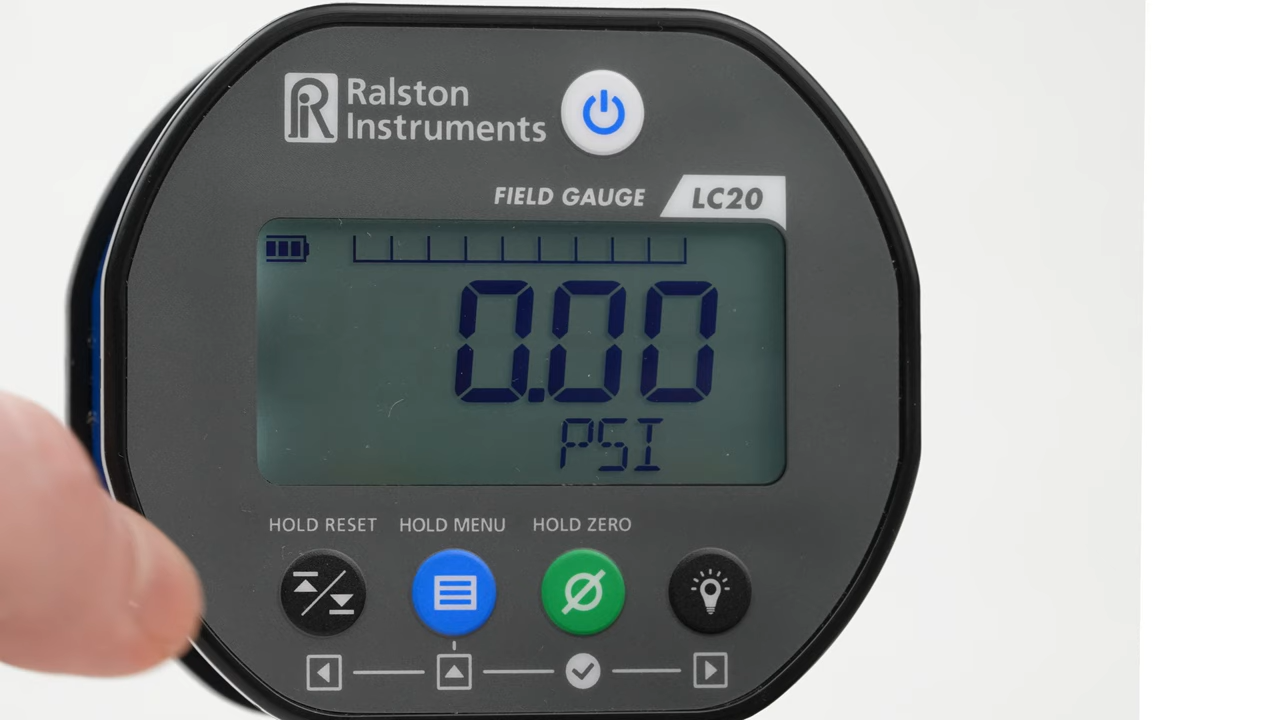 Ralston
Instruments
FIELD GAUGE LC20
0.00
PSI
HOLD RESET HOLD MENU HOLD ZERO